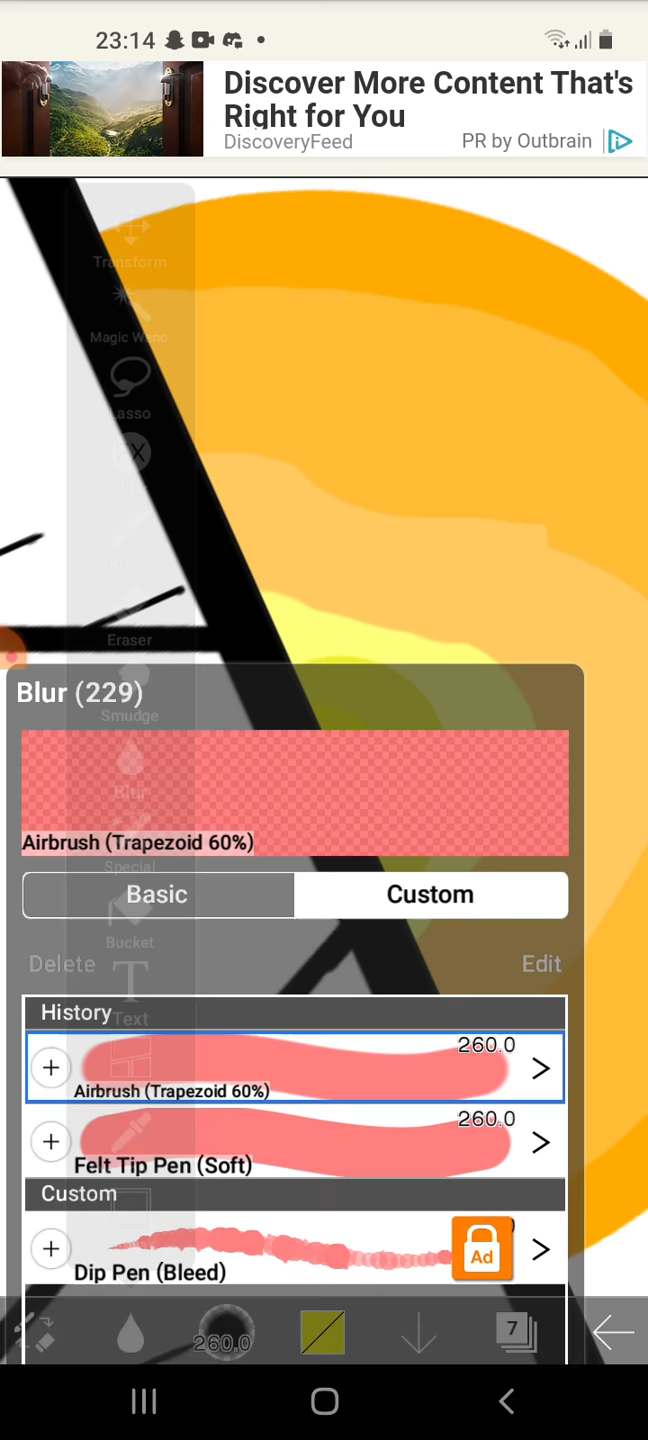 23:14
Discover More Content That's
Right for You
DiscoveryFeed
PR by Outbrain
Transform
Magic Wand
Lasso
FX
Eraser
Blur (229)
Smudge
Blur
Airbrush (Trapezoid 60%)
Special
Basic
Custom
Bucket
Delete
Edit
Text
History
260.0
Airbrush (Trapezoid 60%)
260.0
Felt Tip Pen (Soft)
Custom
Ad
Dip Pen (Bleed)
260.0
7